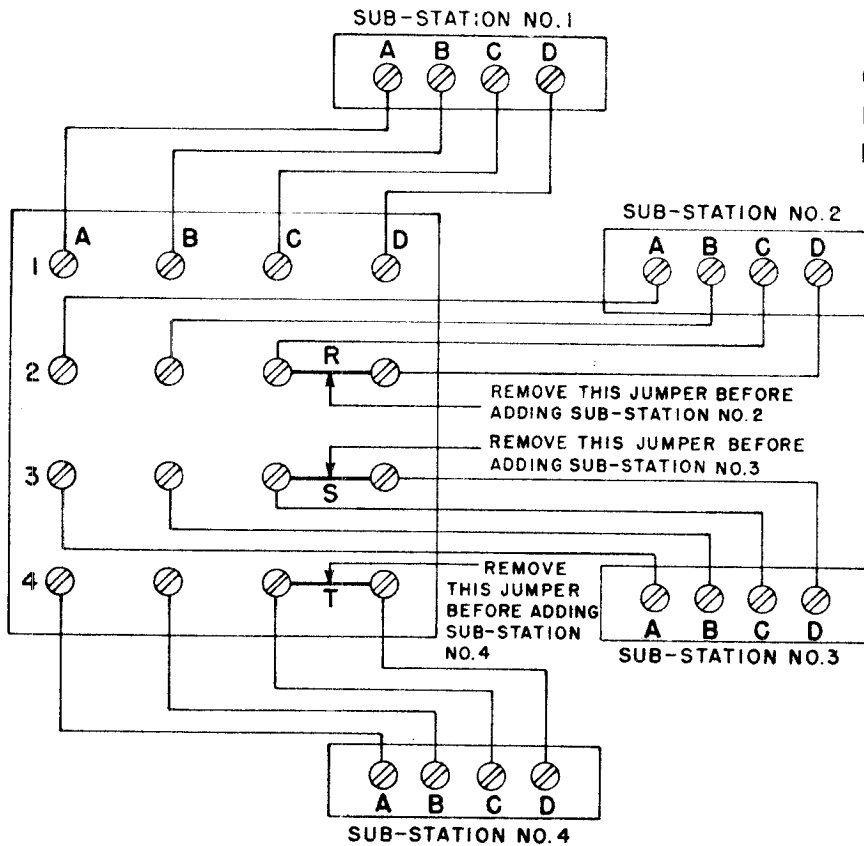 SUB-STATION NO.1
A B C D
SUB-STATION NO.2
A B C D
A B C D
1
2
R
REMOVE THIS JUMPER BEFORE
ADDING SUB-STATION NO.2
REMOVE THIS JUMPER BEFORE
ADDING SUB-STATION NO.3
3
S
4
T
REMOVE
THIS JUMPER
BEFORE ADDING
SUB-STATION
NO.4
A B C D
SUB-STATION NO.3
A B C D
SUB-STATION NO.4